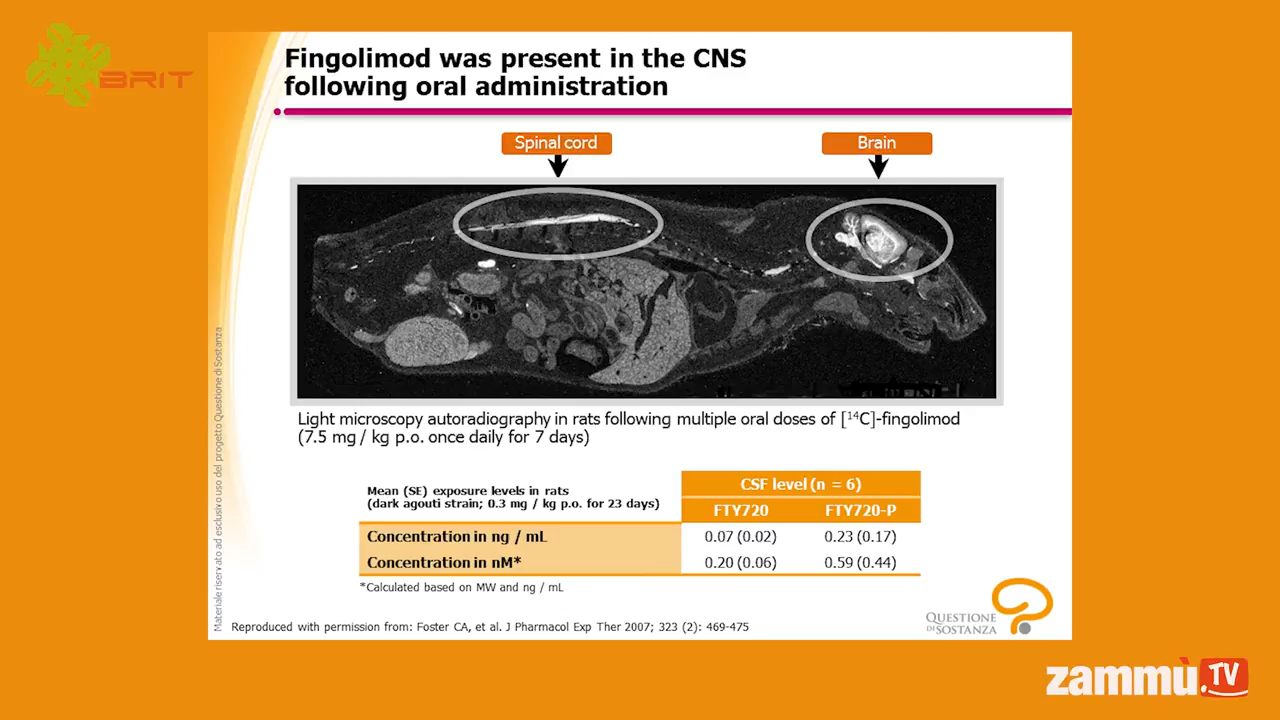 BRIT
Fingolimod was present in the CNS
following oral administration
Spinal cord
Brain
Light microscopy autoradiography in rats following multiple oral doses of [¹⁴C]-fingolimod
(7.5 mg / kg p.o. once daily for 7 days)
Mean (SE) exposure levels in rats
(dark agouti strain; 0.3 mg / kg p.o. for 23 days)
CSF level (n = 6)
FTY720 FTY720-P
Concentration in ng / mL 0.07 (0.02) 0.23 (0.17)
Concentration in nM* 0.20 (0.06) 0.59 (0.44)
*Calculated based on MW and ng / mL
Reproduced with permission from: Foster CA, et al. J Pharmacol Exp Ther 2007; 323 (2): 469-475
Materiale riservato ad esclusivo uso del progetto Questione di Sostanza
QUESTIONE
DI SOSTANZA
zammù.TV